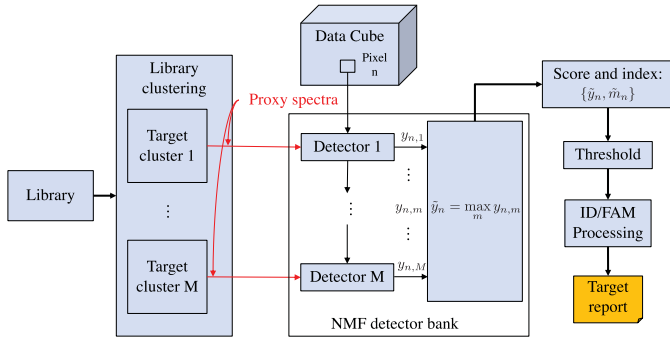 Data Cube
Pixel
n
Library
clustering
Proxy spectra
Score and index:
{ỹₙ, m̃ₙ}
Target
cluster 1
Detector 1
yₙ,₁
Threshold
Library
⋮
⋮
⋮
yₙ,ₘ
⋮
ỹₙ = max yₙ,ₘ
m
ID/FAM
Processing
Target
cluster M
Detector M
y_{n,M}
Target
report
NMF detector bank